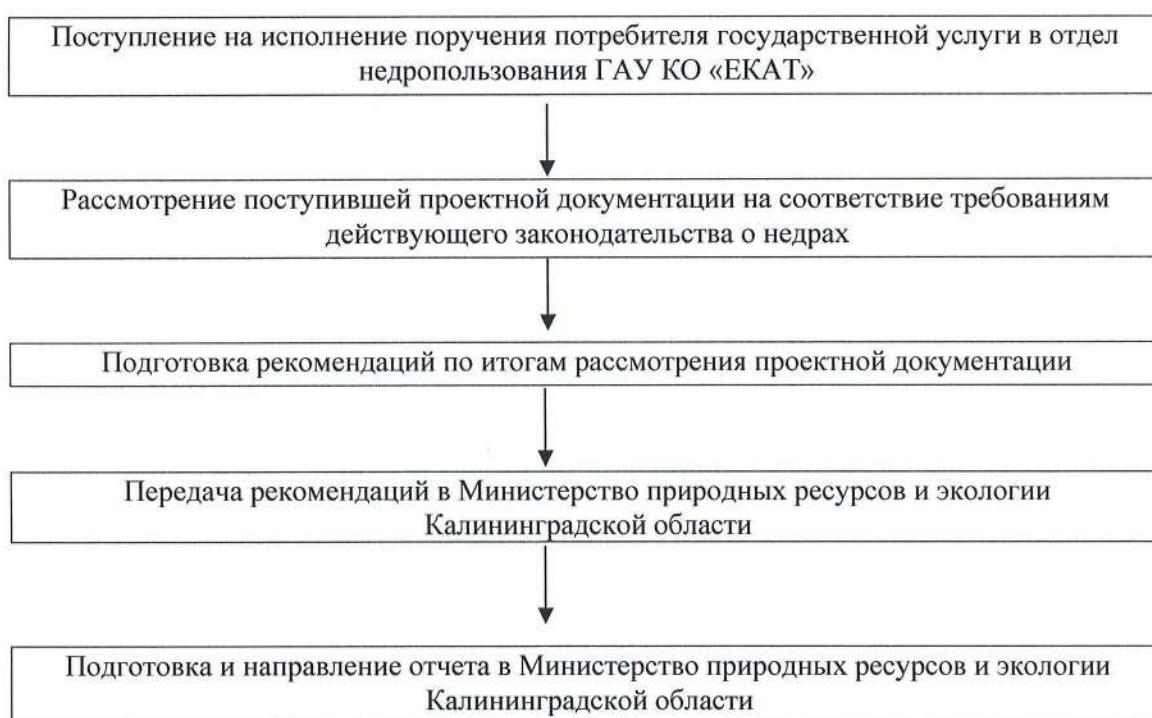 Поступление на исполнение поручения потребителя государственной услуги в отдел
недропользования ГАУ КО «ЕКАТ»
Рассмотрение поступившей проектной документации на соответствие требованиям
действующего законодательства о недрах
Подготовка рекомендаций по итогам рассмотрения проектной документации
Передача рекомендаций в Министерство природных ресурсов и экологии
Калининградской области
Подготовка и направление отчета в Министерство природных ресурсов и экологии
Калининградской области